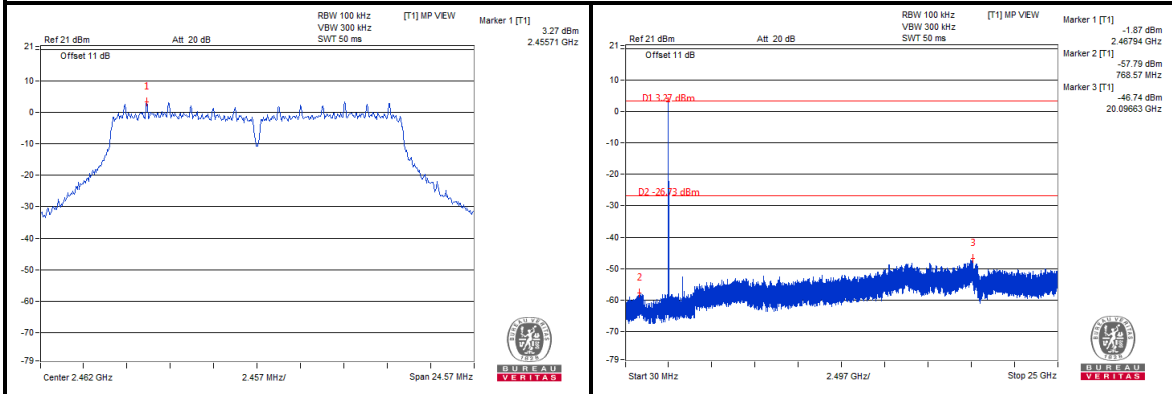 RBW 100 kHz [T1] MP VIEW
VBW 300 kHz
SWT 50 ms
Marker 1 [T1]
3.27 dBm
2.45571 GHz
Ref 21 dBm Att 20 dB
Offset 11 dB
21
10
0
-10
-20
-30
-40
-50
-60
-70
-79
1
Center 2.462 GHz 2.457 MHz/ Span 24.57 MHz
BUREAU VERITAS
1828
BUREAU
VERITAS
RBW 100 kHz [T1] MP VIEW
VBW 300 kHz
SWT 50 ms
Marker 1 [T1]
-1.87 dBm
2.46794 GHz
Marker 2 [T1]
-57.79 dBm
768.57 MHz
Marker 3 [T1]
-46.74 dBm
20.09663 GHz
Ref 21 dBm Att 20 dB
Offset 11 dB
21
10
0
-10
-20
-30
-40
-50
-60
-70
-79
D1 3.27 dBm
D2 -26.73 dBm
2
3
Start 30 MHz 2.497 GHz/ Stop 25 GHz
BUREAU VERITAS
1828
BUREAU
VERITAS